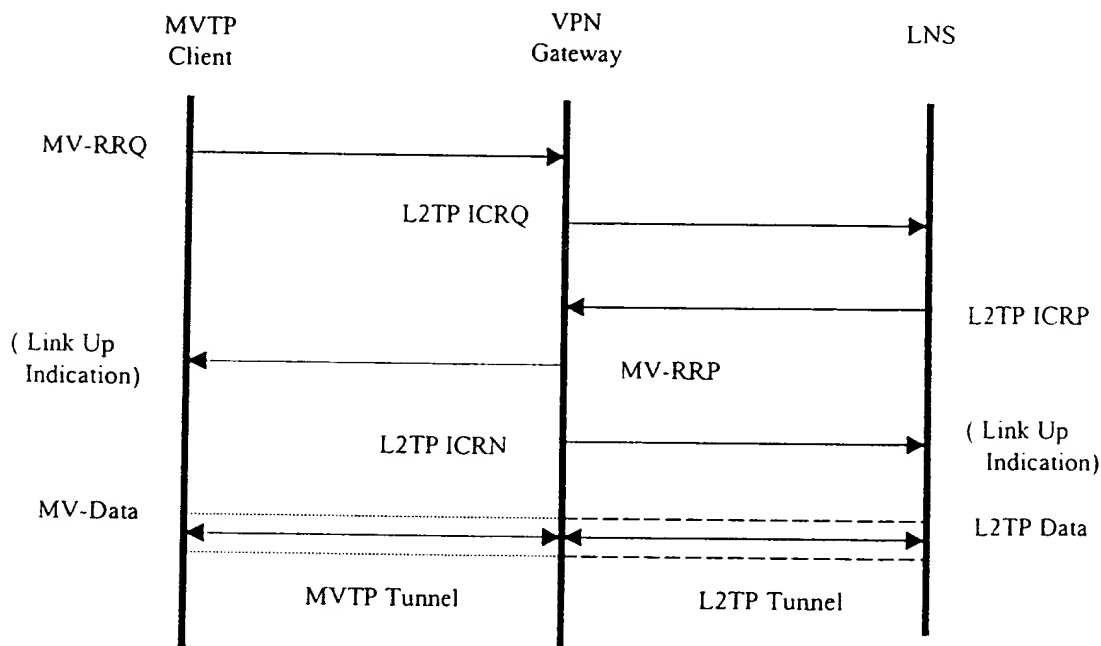 MVTP
Client
VPN
Gateway
LNS
MV-RRQ
L2TP ICRQ
L2TP ICRP
( Link Up
Indication)
MV-RRP
L2TP ICRN
( Link Up
Indication)
MV-Data
L2TP Data
MVTP Tunnel
L2TP Tunnel